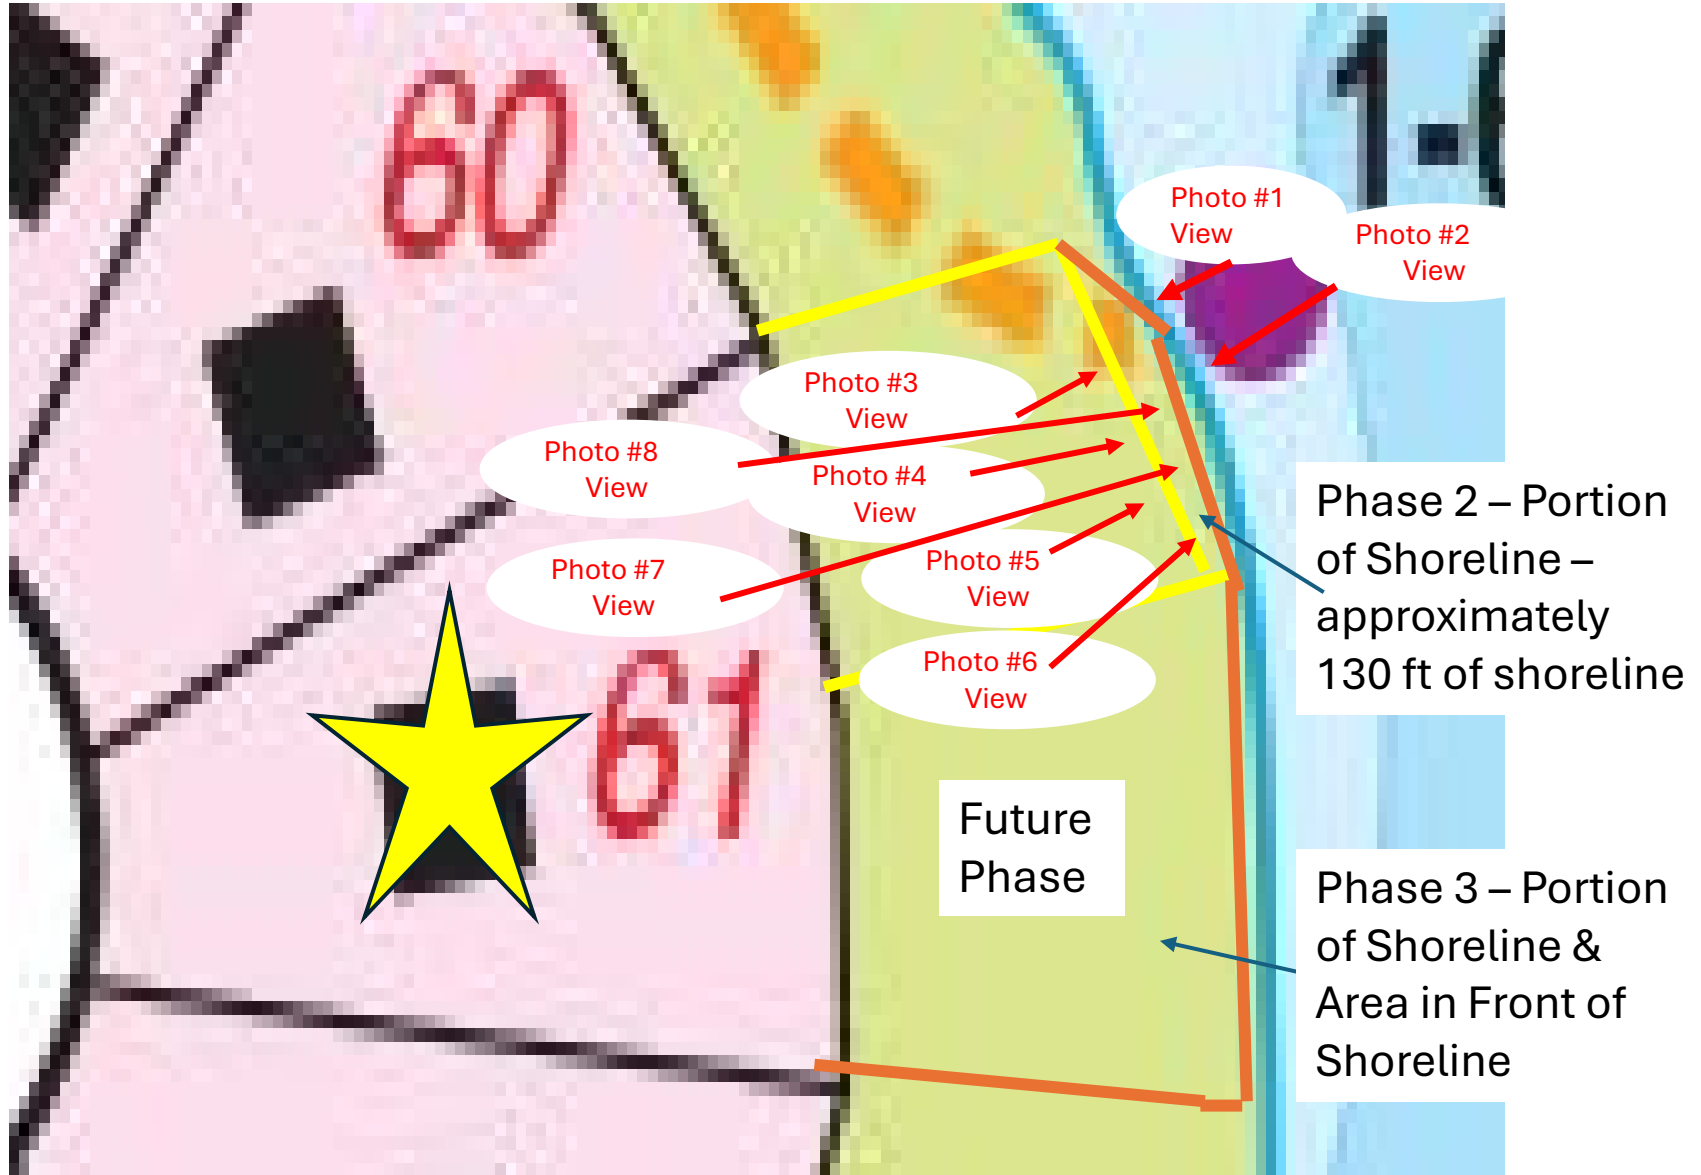 60
1-
Photo #1
View
Photo #2
View
Photo #3
View
Photo #8
View
Photo #4
View
Phase 2 – Portion
of Shoreline –
approximately
130 ft of shoreline
Photo #5
View
Photo #7
View
Photo #6
View
61
Future
Phase
Phase 3 – Portion
of Shoreline &
Area in Front of
Shoreline